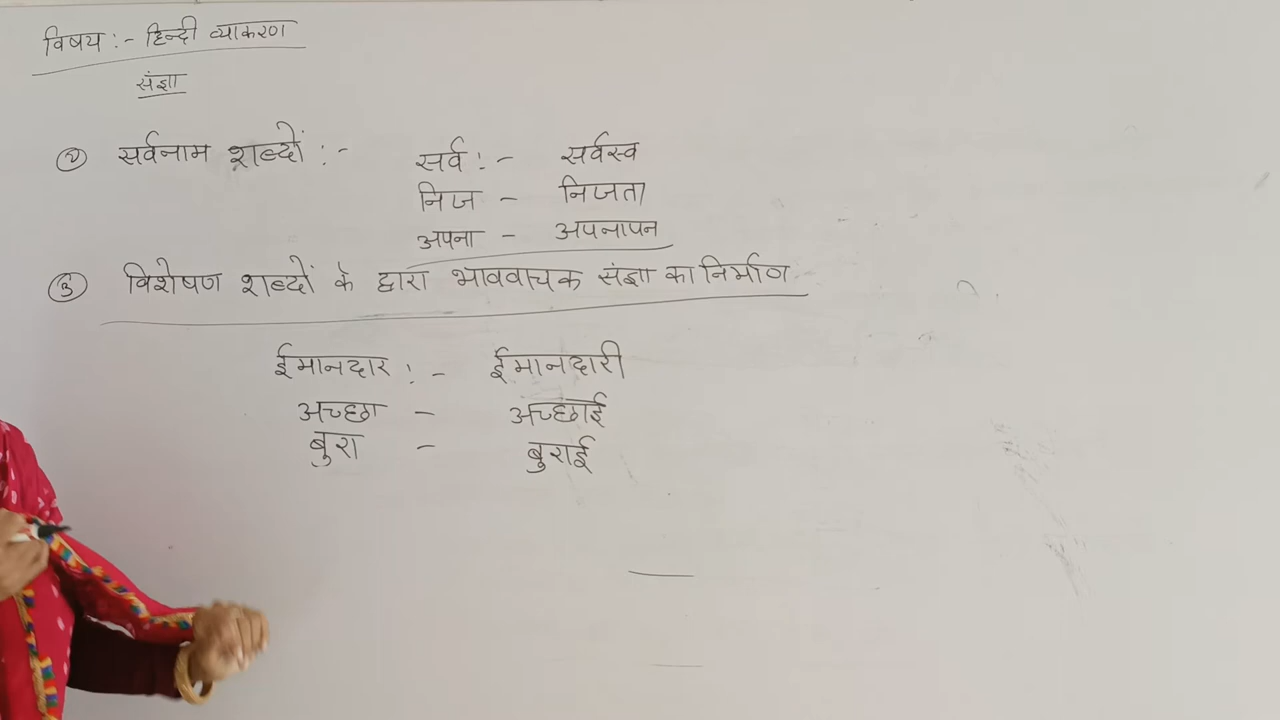 विषय :- हिन्दी व्याकरण
संज्ञा
② सर्वनाम शब्दों :- सर्व :- सर्वस्व
निज - निजता
अपना - अपनापन
③ विशेषण शब्दों के द्वारा भाववाचक संज्ञा का निर्माण
ईमानदार :- ईमानदारी
अच्छा - अच्छाई
बुरा - बुराई